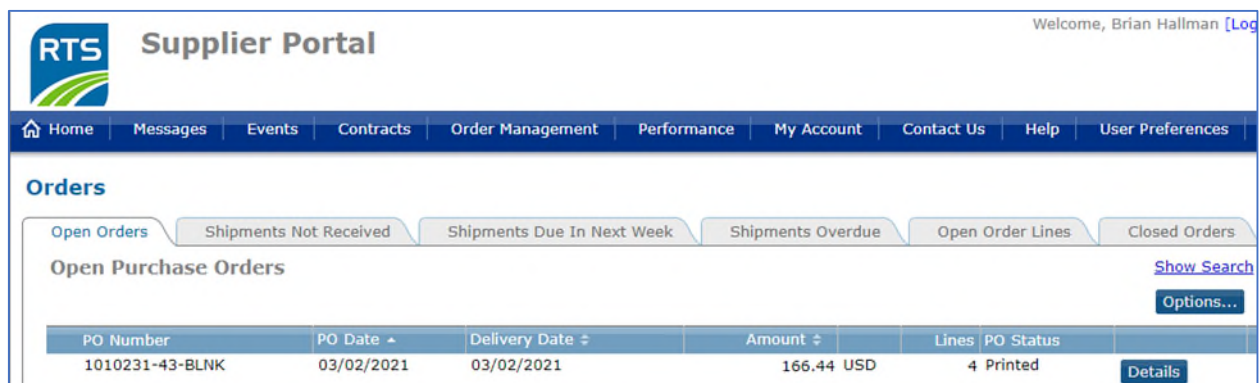 Welcome, Brian Hallman [Log
RTS
Supplier Portal
Home Messages Events Contracts Order Management Performance My Account Contact Us Help User Preferences
Orders
Open Orders Shipments Not Received Shipments Due In Next Week Shipments Overdue Open Order Lines Closed Orders
Open Purchase Orders
Show Search
Options...
PO Number PO Date Delivery Date Amount Lines PO Status
1010231-43-BLNK 03/02/2021 03/02/2021 166.44 USD 4 Printed Details